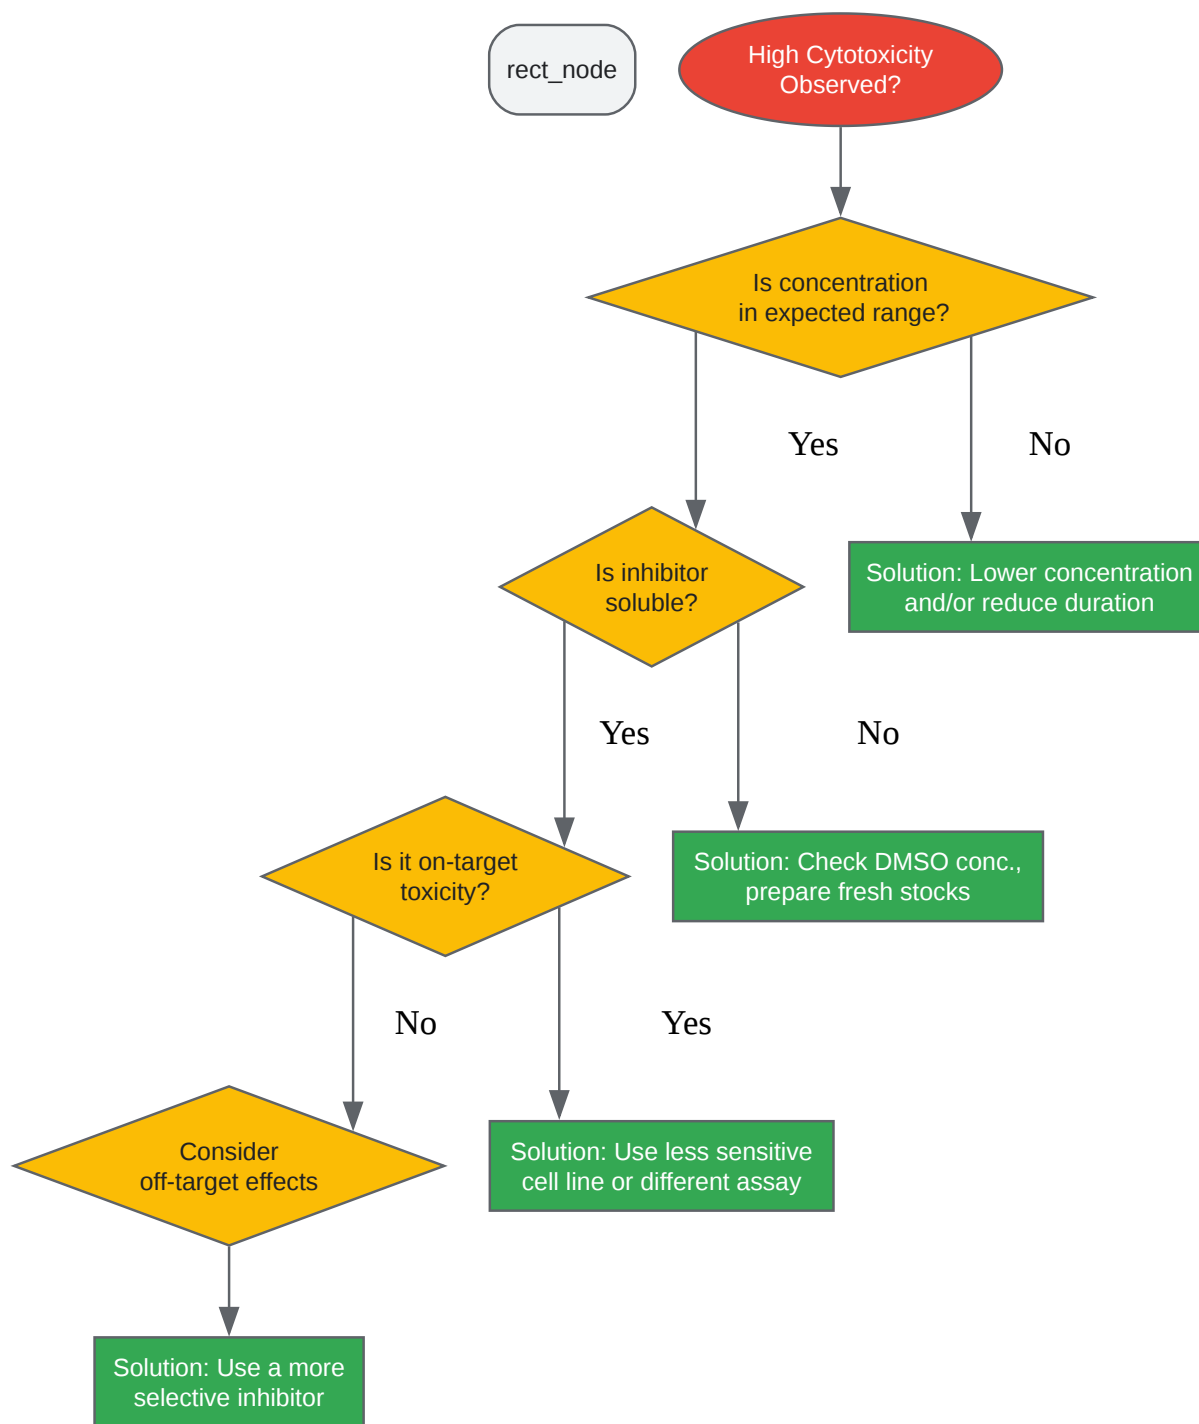 rect_node
High Cytotoxicity
Observed?
Is concentration
in expected range?
Yes
No
Is inhibitor
soluble?
Solution: Lower concentration
and/or reduce duration
Yes
No
Is it on-target
toxicity?
Solution: Check DMSO conc.,
prepare fresh stocks
No
Yes
Consider
off-target effects
Solution: Use less sensitive
cell line or different assay
Solution: Use a more
selective inhibitor